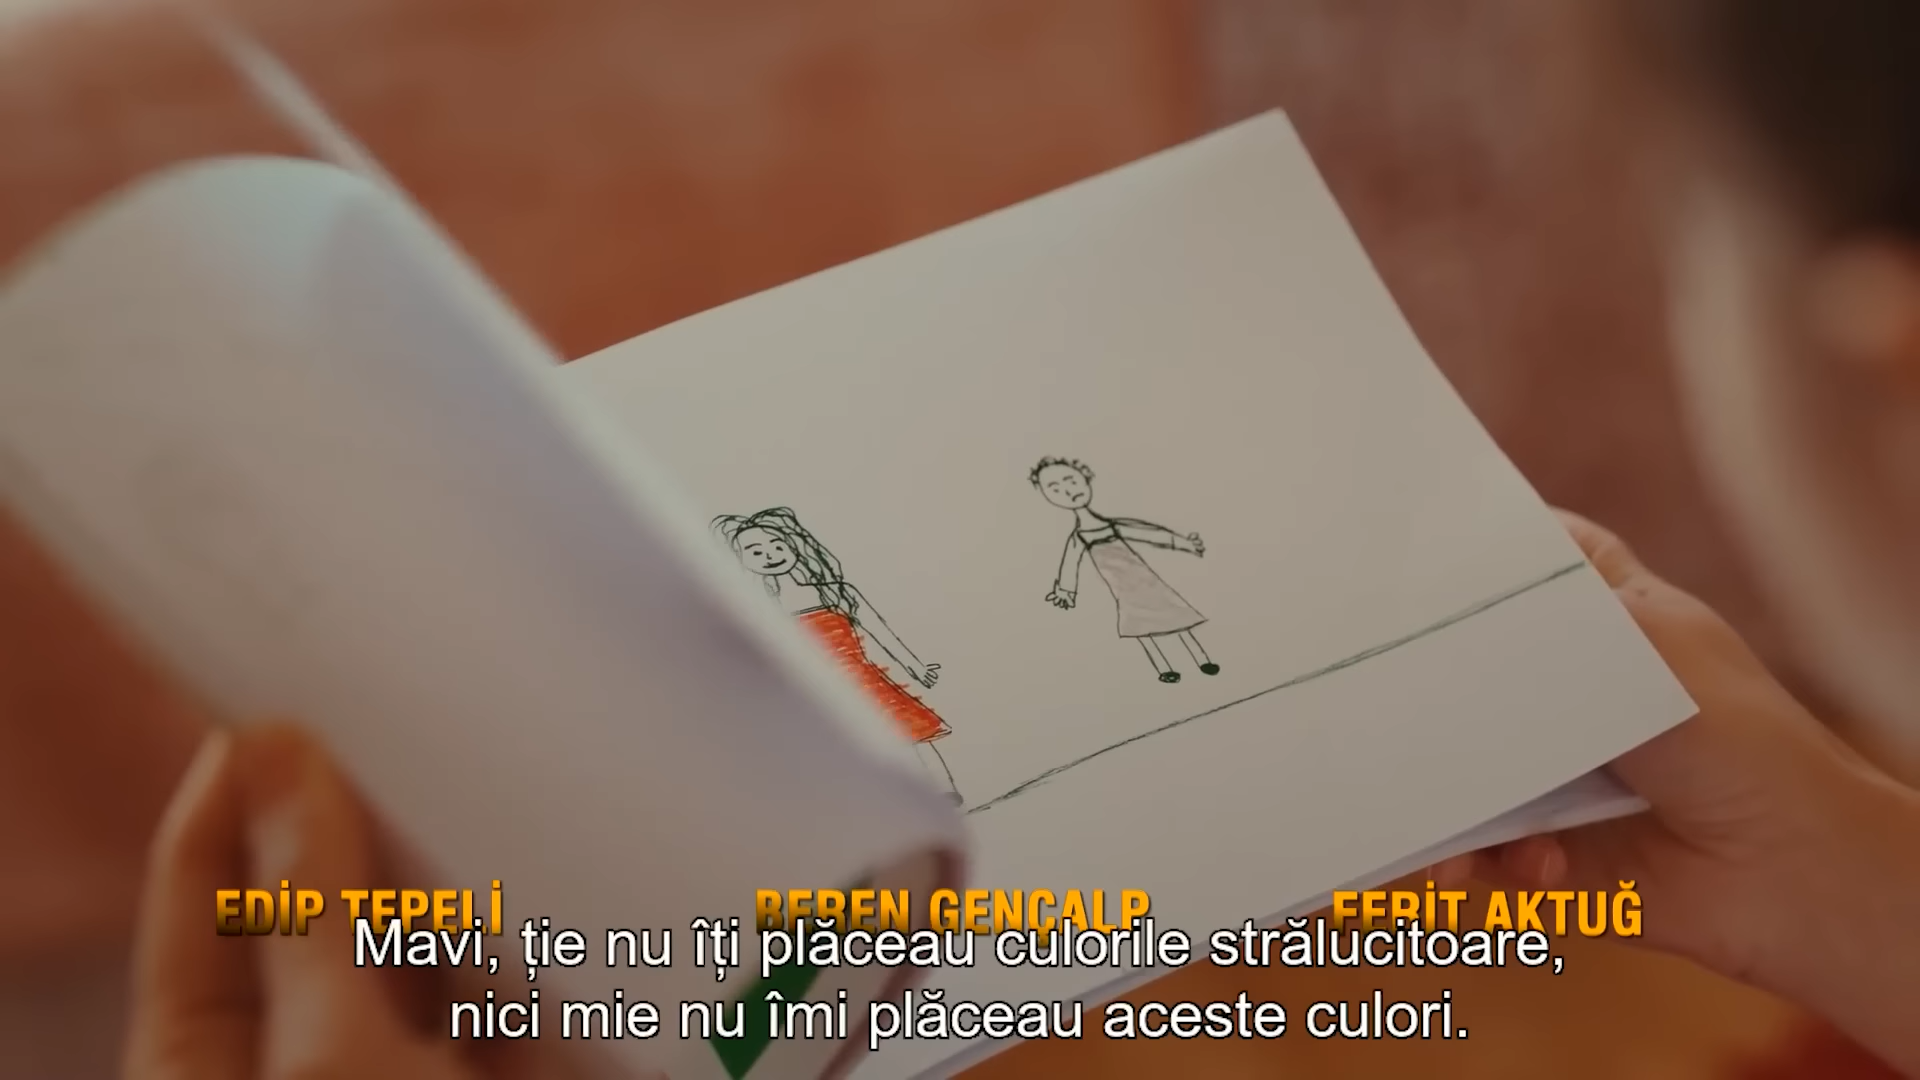 EDİP TEPELİ BEREN GENÇALP FERİT AKTUĞ
Mavi, ție nu îți plăceau culorile strălucitoare,
nici mie nu îmi plăceau aceste culori.